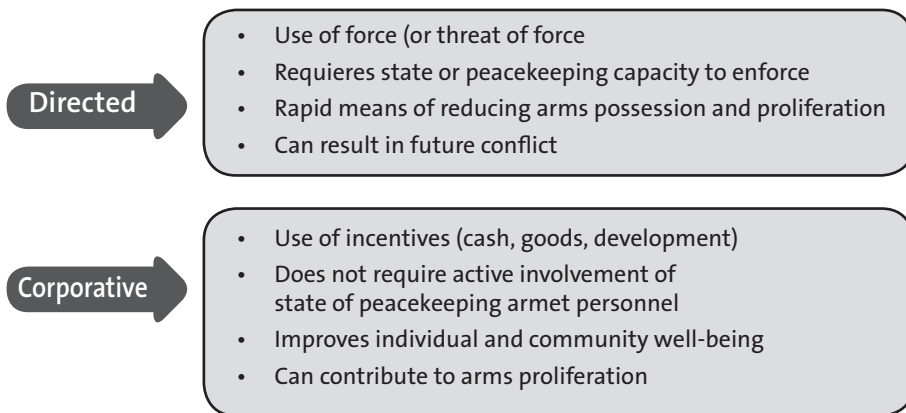 Directed
• Use of force (or threat of force
• Requieres state or peacekeeping capacity to enforce
• Rapid means of reducing arms possession and proliferation
• Can result in future conflict
Corporative
• Use of incentives (cash, goods, development)
• Does not require active involvement of
state of peacekeeping armet personnel
• Improves individual and community well-being
• Can contribute to arms proliferation